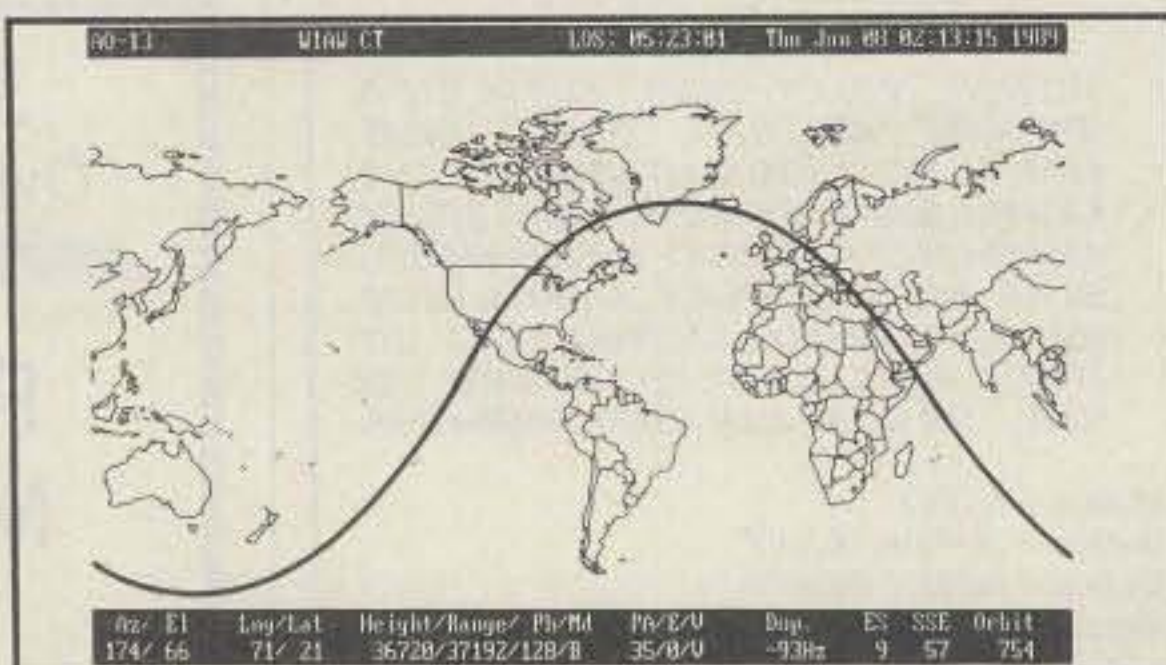 AO-13 W1AW CT LOS: 05:23:01 Thu Jun 08 02:13:15 1989
Az/ El Lng/Lat Height/Range/ Ph/Md PA/E/V Dop. ES SSE Orbit
174/ 66 71/ 21 36720/37192/128/B 35/0/V -93Hz 9 57 754